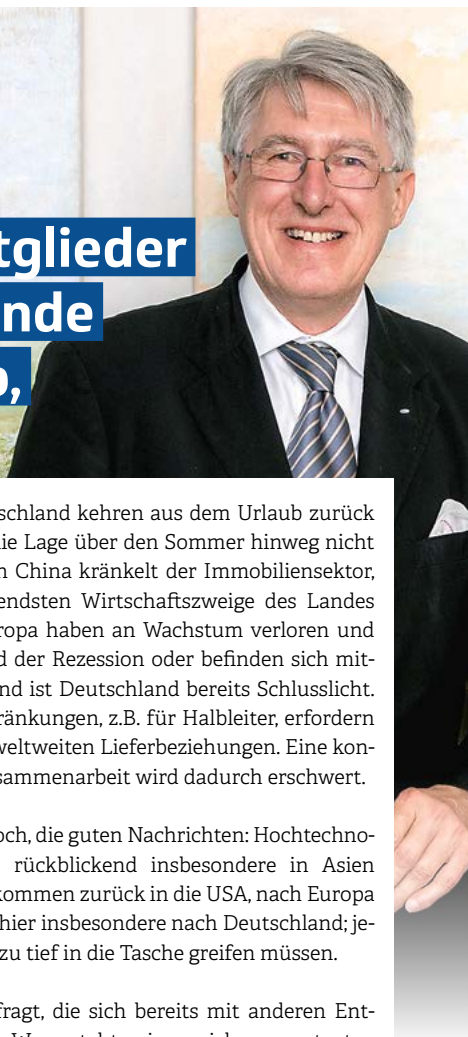 tglieder
nde
,
schland kehren aus dem Urlaub zurück
ie Lage über den Sommer hinweg nicht
China kränkelt der Immobiliensektor,
endsten Wirtschaftszweige des Landes
ropa haben an Wachstum verloren und
d der Rezession oder befinden sich mit-
nd ist Deutschland bereits Schlusslicht.
ränkungen, z.B. für Halbleiter, erfordern
weltweiten Lieferbeziehungen. Eine kon-
sammenarbeit wird dadurch erschwert.
och, die guten Nachrichten: Hochtechno-
rückblickend insbesondere in Asien
kommen zurück in die USA, nach Europa
hier insbesondere nach Deutschland; je-
zu tief in die Tasche greifen müssen.
fragt, die sich bereits mit anderen Ent-